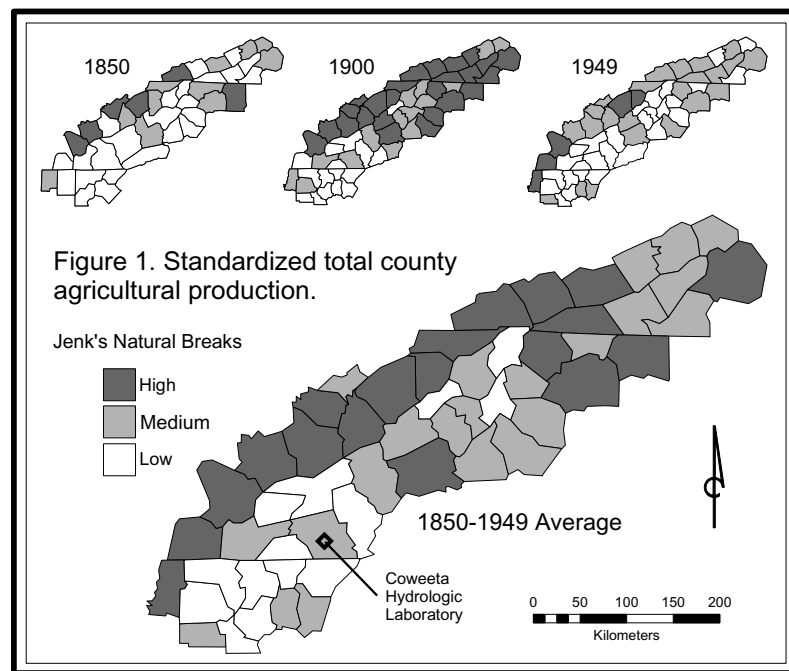 1850
1900
1949
Figure 1. Standardized total county
agricultural production.
Jenk's Natural Breaks
High
Medium
Low
1850-1949 Average
Coweeta
Hydrologic
Laboratory
0 50 100 150 200
Kilometers